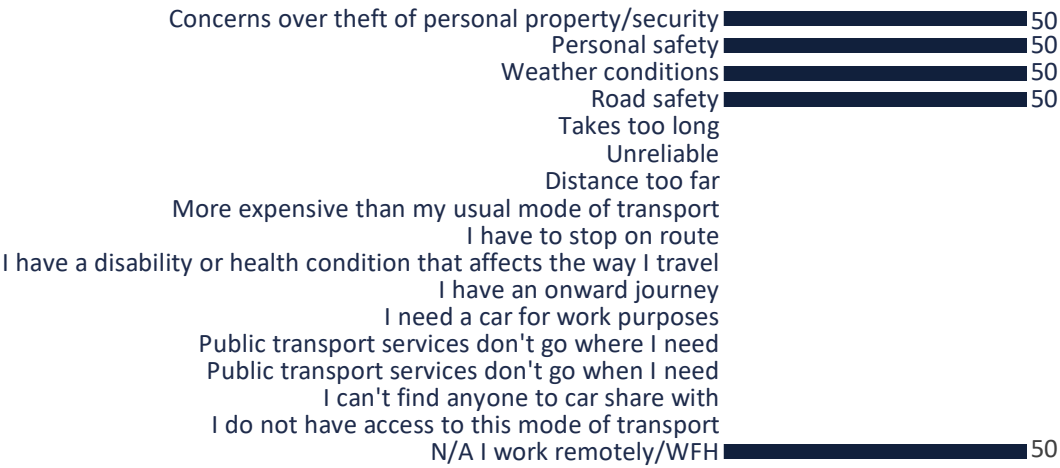 Concerns over theft of personal property/security 50
Personal safety 50
Weather conditions 50
Road safety 50
Takes too long
Unreliable
Distance too far
More expensive than my usual mode of transport
I have to stop on route
I have a disability or health condition that affects the way I travel
I have an onward journey
I need a car for work purposes
Public transport services don't go where I need
Public transport services don't go when I need
I can't find anyone to car share with
I do not have access to this mode of transport
N/A I work remotely/WFH 50